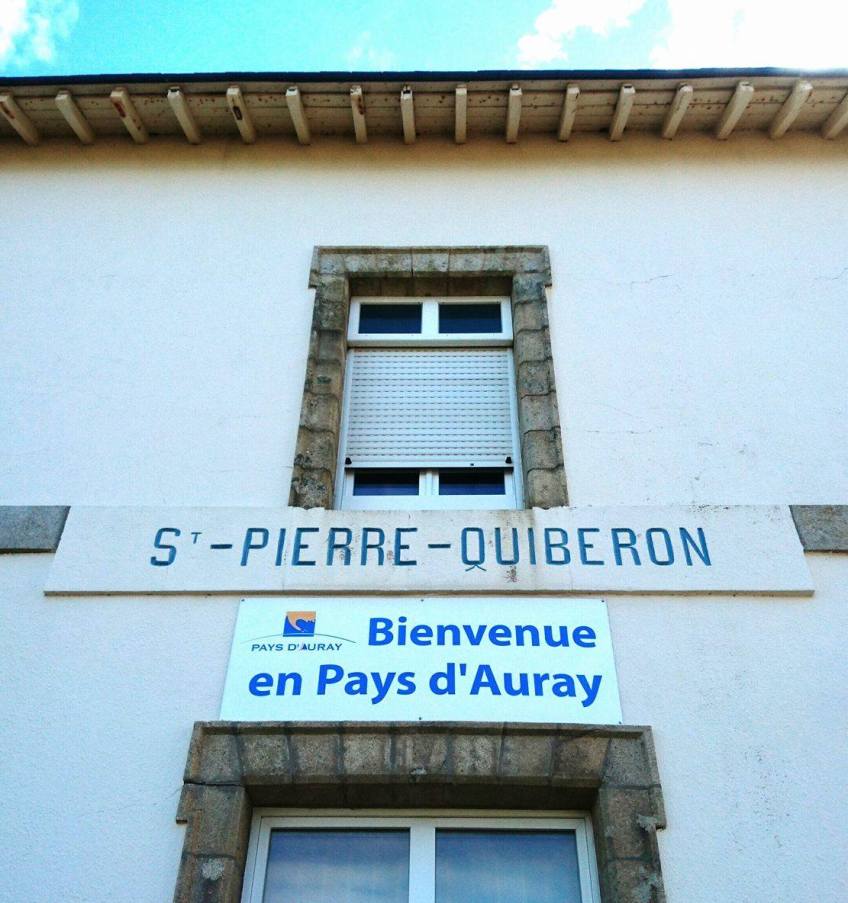 Sᵀ-PIERRE-QUIBERON
PAYS D'AURAY
Bienvenue
en Pays d'Auray